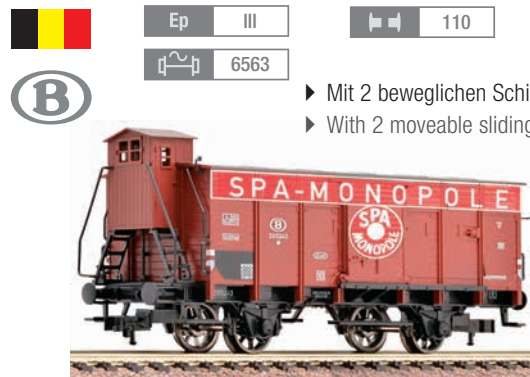 Ep III
110
6563
B
▶ Mit 2 beweglichen Schi
▶ With 2 moveable sliding
SPA-MONOPOLE
B
SPA
MONOPOLE